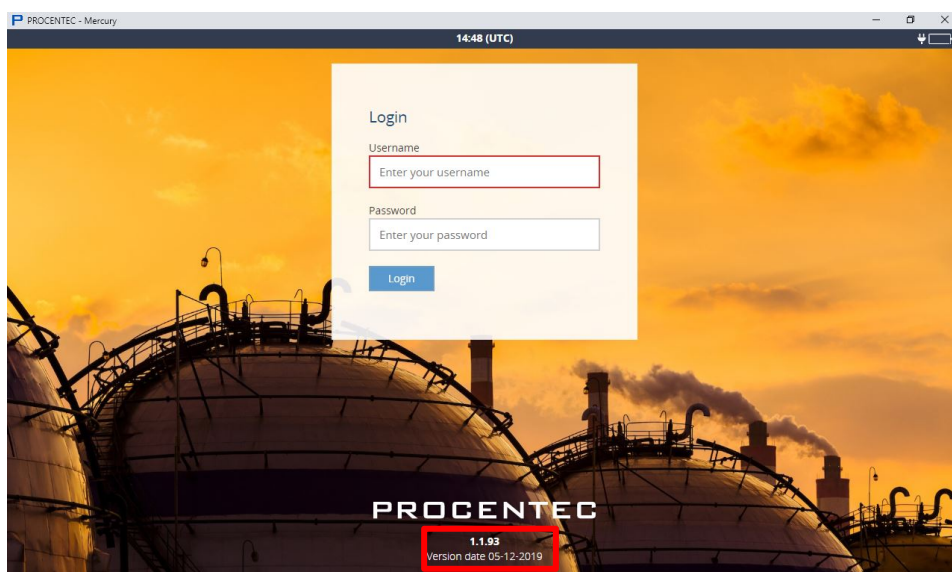 PROCENTEC - Mercury
14:48 (UTC)
Login
Username
Enter your username
Password
Enter your password
Login
PROCENTEC
1.1.93
Version date 05-12-2019